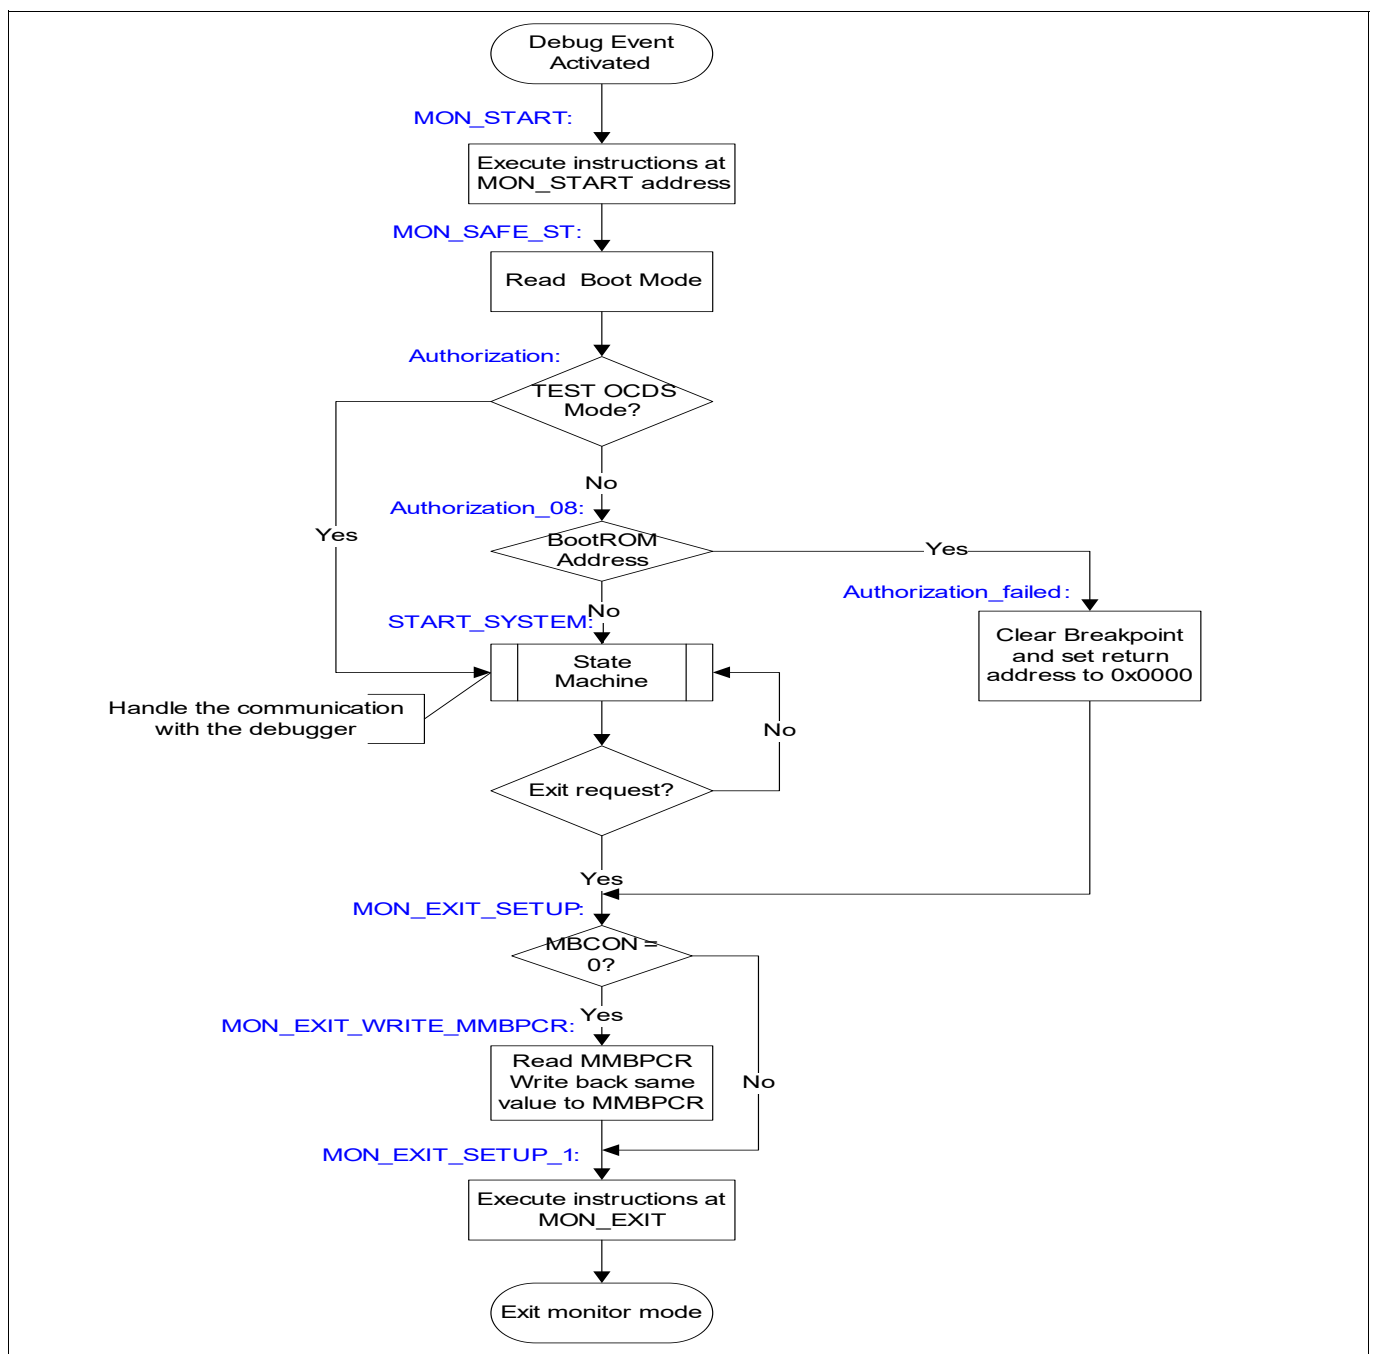 Debug Event
Activated
MON_START:
Execute instructions at
MON_START address
MON_SAFE_ST:
Read Boot Mode
Authorization:
TEST OCDS
Mode?
No
Authorization_08:
Yes
BootROM
Address
Yes
Authorization_failed:
No
START_SYSTEM:
Clear Breakpoint
and set return
address to 0x0000
State
Machine
Handle the communication
with the debugger
No
Exit request?
Yes
MON_EXIT_SETUP:
MBCON =
0?
Yes
MON_EXIT_WRITE_MMBPCR:
Read MMBPCR
Write back same
value to MMBPCR
No
MON_EXIT_SETUP_1:
Execute instructions at
MON_EXIT
Exit monitor mode